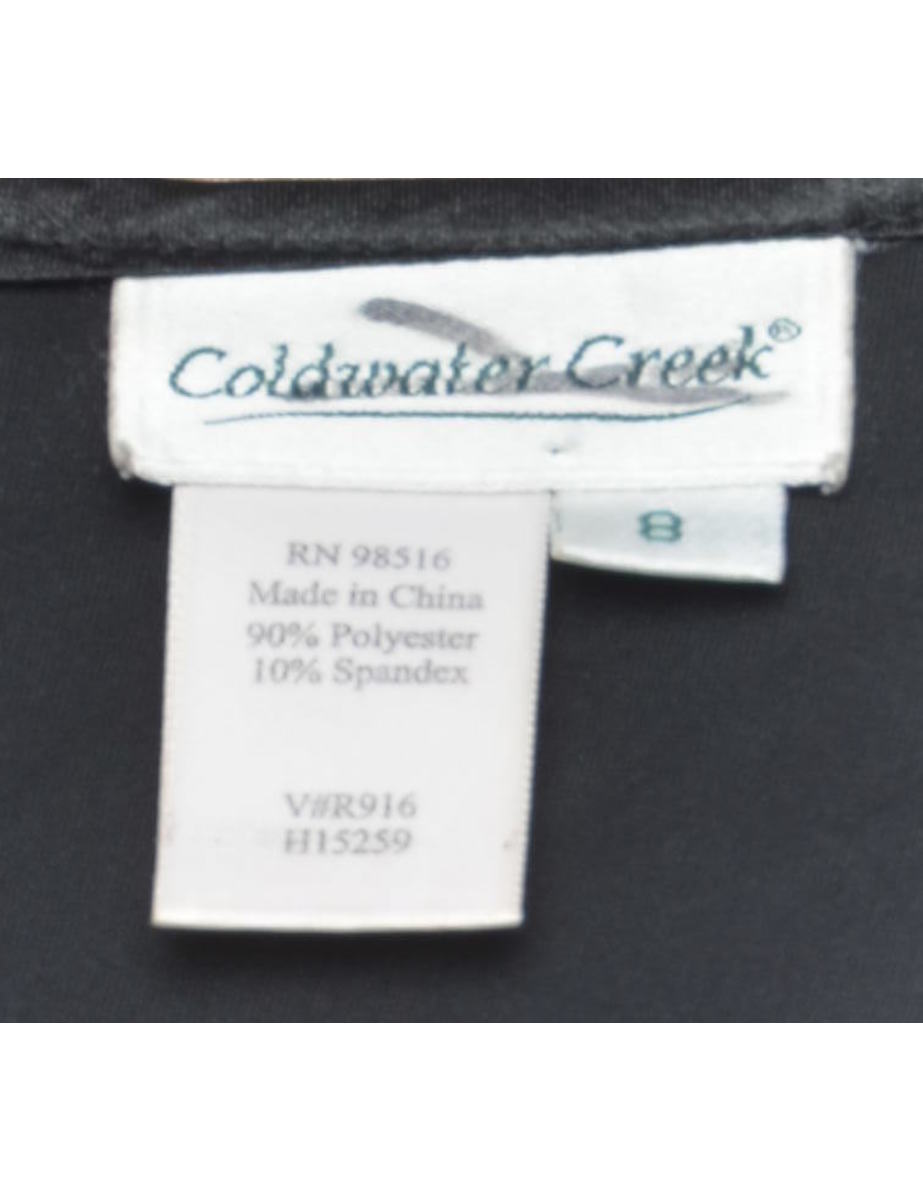 Coldwater Creek®
8
RN 98516
Made in China
90% Polyester
10% Spandex
V#R916
H15259